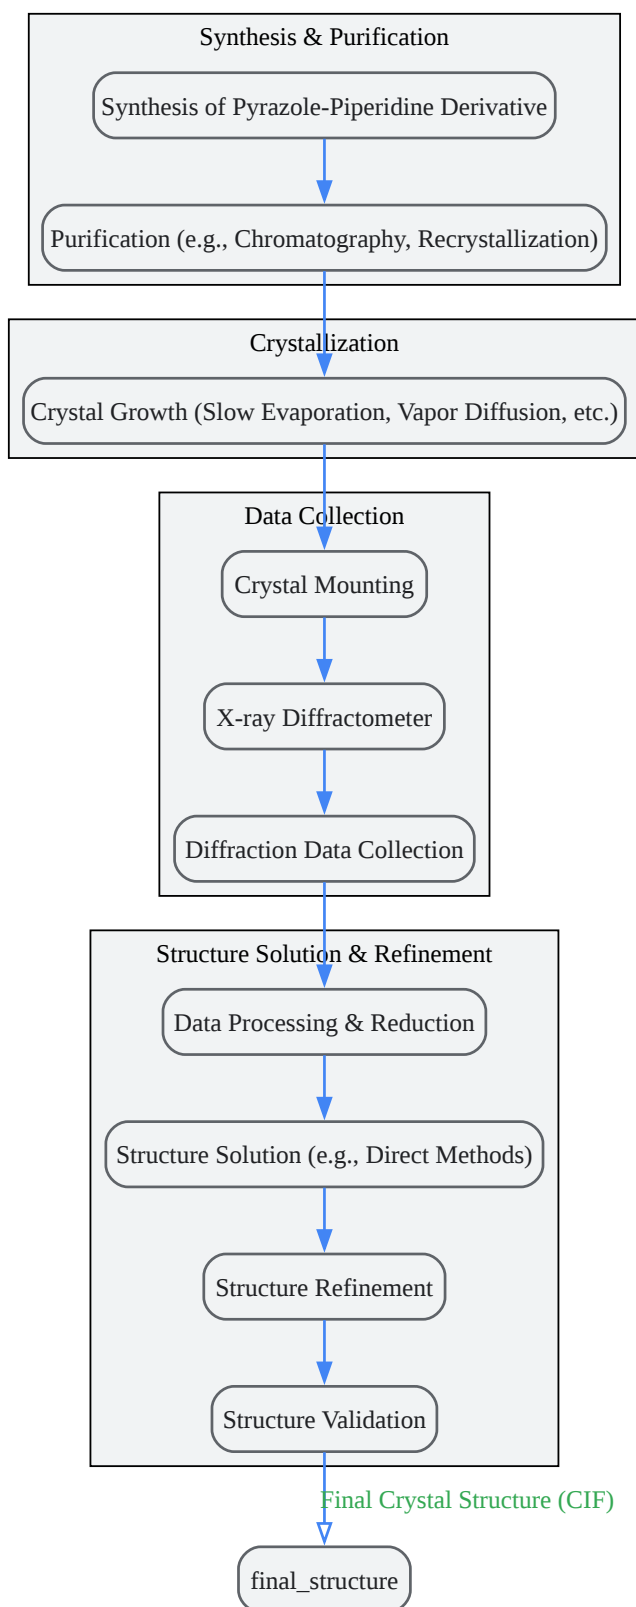 Synthesis & Purification
Synthesis of Pyrazole-Piperidine Derivative
Purification (e.g., Chromatography, Recrystallization)
Crystallization
Crystal Growth (Slow Evaporation, Vapor Diffusion, etc.)
Data Collection
Crystal Mounting
X-ray Diffractometer
Diffraction Data Collection
Structure Solution & Refinement
Data Processing & Reduction
Structure Solution (e.g., Direct Methods)
Structure Refinement
Structure Validation
Final Crystal Structure (CIF)
final_structure